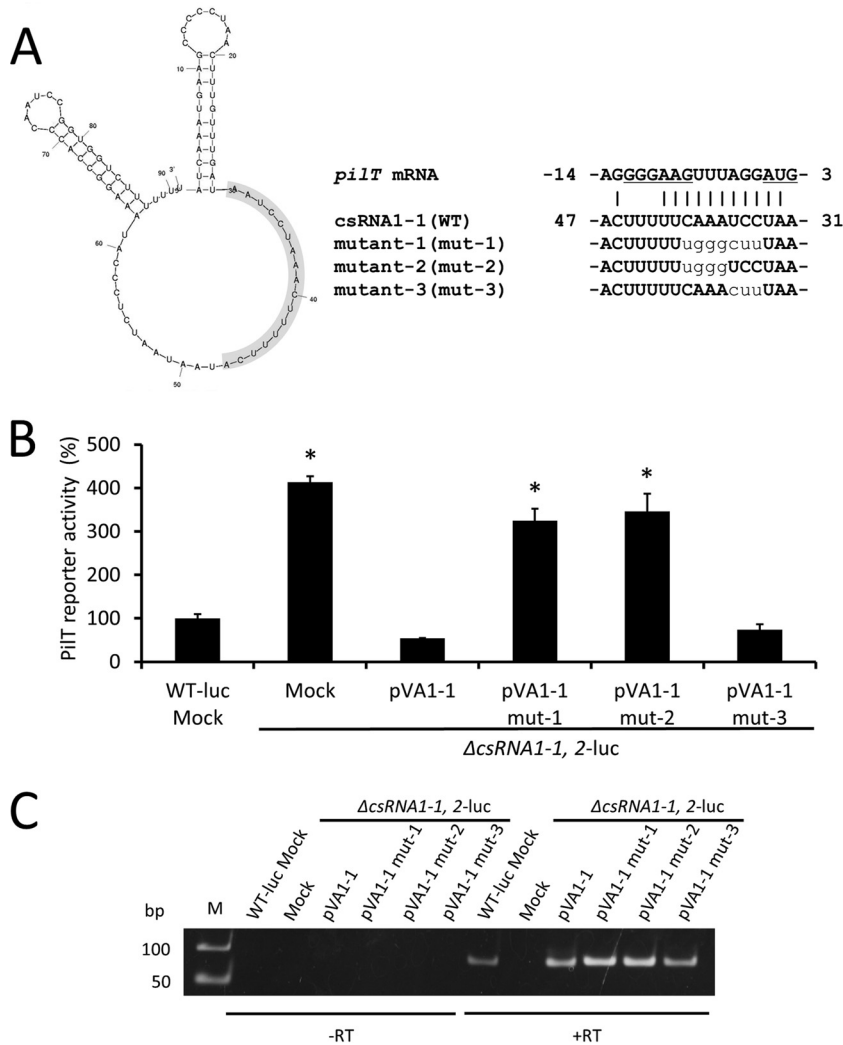 A
10
20
30
40
50
60
70
80
90
3'
pilT mRNA -14 -AGGGGAAGUUUAGGAUG- 3
csRNA1-1(WT) 47 -ACUUUUUCAAAUCCUAA- 31
mutant-1(mut-1) -ACUUUUUugggcuuUAA-
mutant-2(mut-2) -ACUUUUUugggUCCUAA-
mutant-3(mut-3) -ACUUUUUCAAAcuuUAA-
B
PilT reporter activity (%)
500
400
300
200
100
0
* * *
WT-luc Mock
Mock
pVA1-1
pVA1-1 mut-1
pVA1-1 mut-2
pVA1-1 mut-3
ΔcsRNA1-1, 2-luc
C
ΔcsRNA1-1, 2-luc
ΔcsRNA1-1, 2-luc
bp
M
WT-luc Mock
Mock
pVA1-1
pVA1-1 mut-1
pVA1-1 mut-2
pVA1-1 mut-3
WT-luc Mock
Mock
pVA1-1
pVA1-1 mut-1
pVA1-1 mut-2
pVA1-1 mut-3
100
50
-RT
+RT